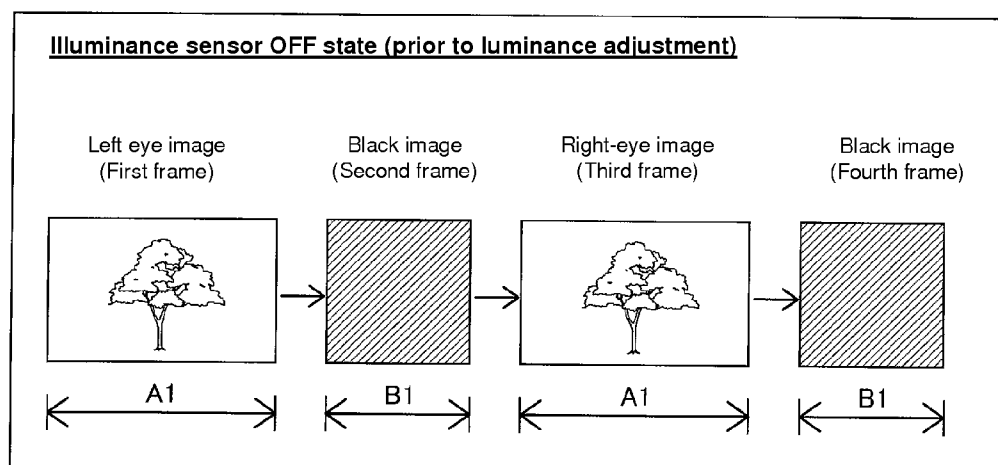 Illuminance sensor OFF state (prior to luminance adjustment)
Left eye image
(First frame)
Black image
(Second frame)
Right-eye image
(Third frame)
Black image
(Fourth frame)
A1
B1
A1
B1